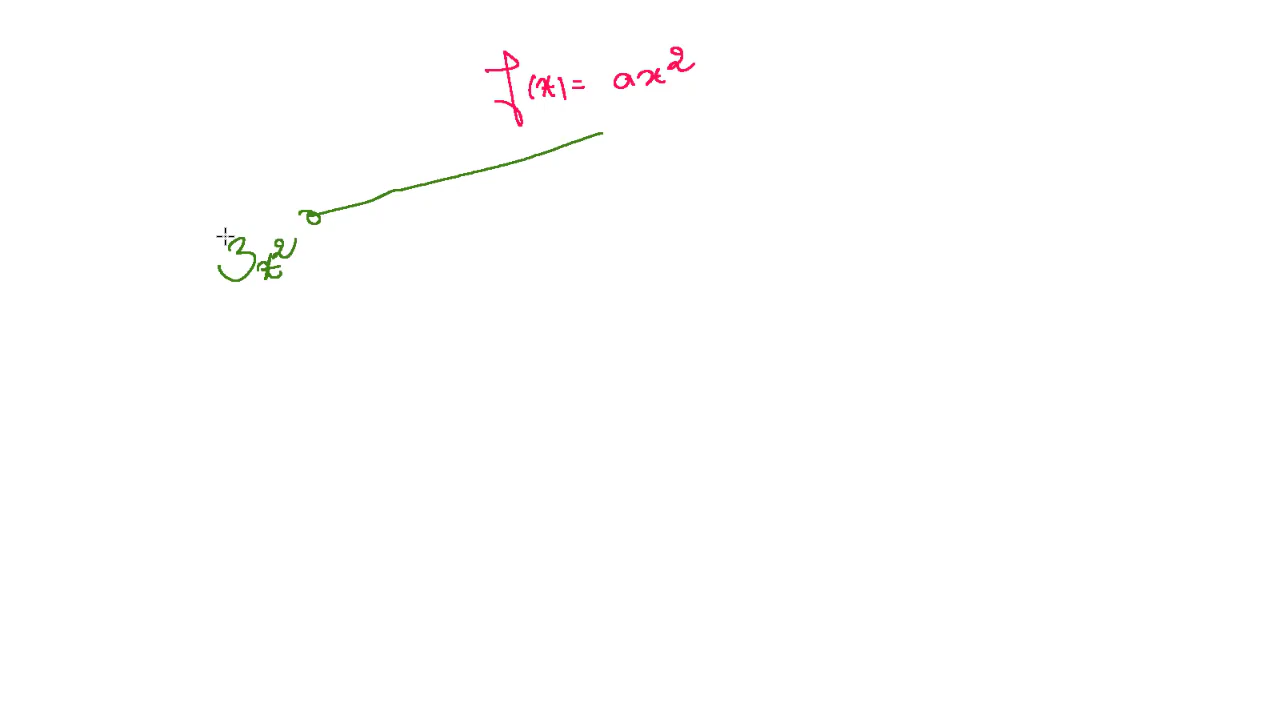 f(x) = ax²
3x²